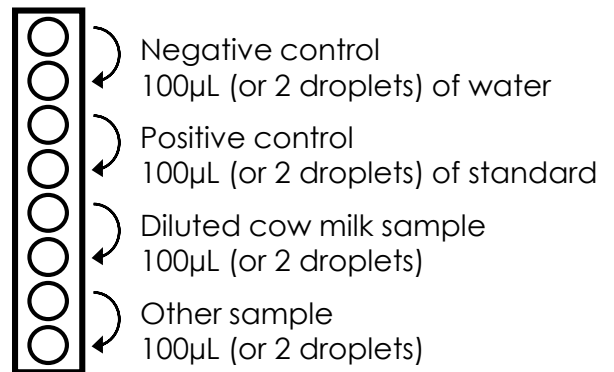 Negative control
100µL (or 2 droplets) of water
Positive control
100µL (or 2 droplets) of standard
Diluted cow milk sample
100µL (or 2 droplets)
Other sample
100µL (or 2 droplets)